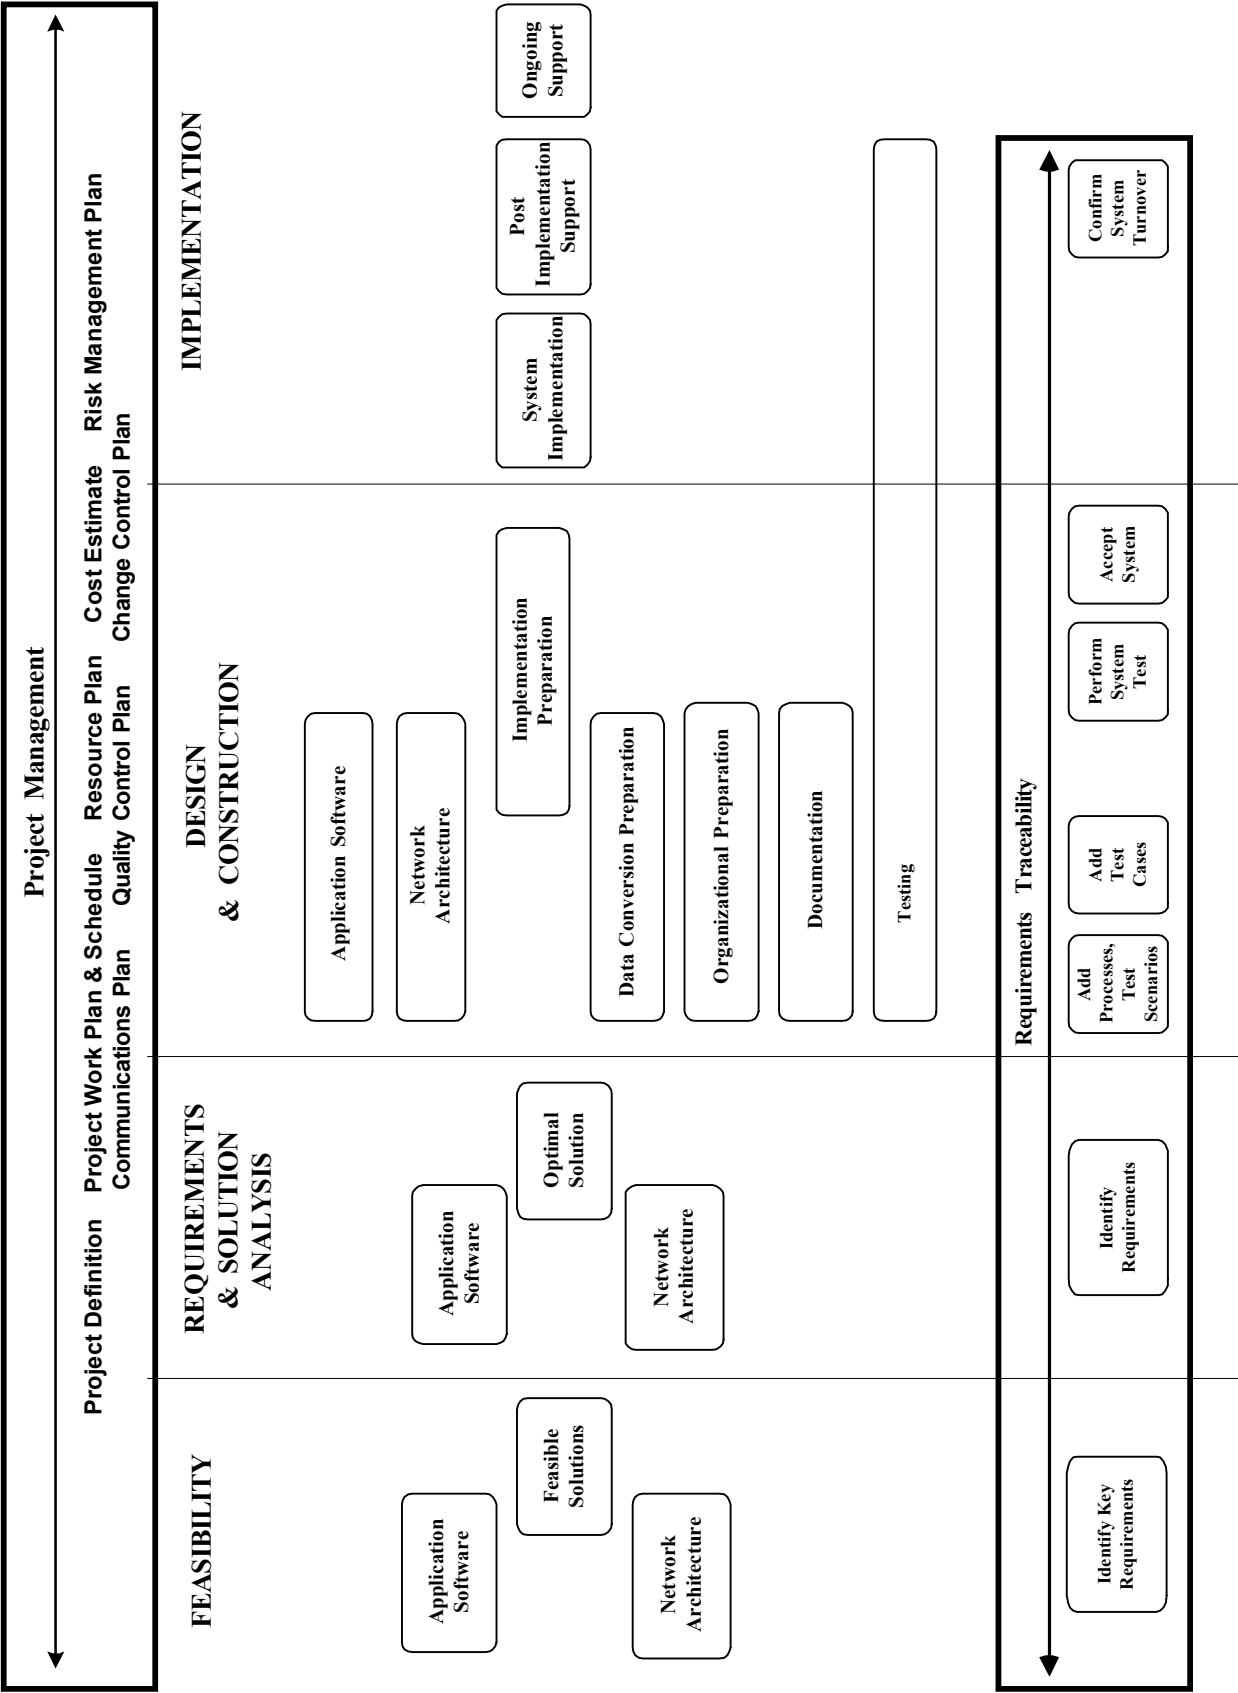 Project Management
Project Definition Project Work Plan & Schedule Resource Plan Cost Estimate Risk Management Plan
Communications Plan Quality Control Plan Change Control Plan
FEASIBILITY
REQUIREMENTS
& SOLUTION
ANALYSIS
DESIGN
& CONSTRUCTION
IMPLEMENTATION
Application
Software
Feasible
Solutions
Network
Architecture
Application
Software
Optimal
Solution
Network
Architecture
Application Software
Network
Architecture
Implementation
Preparation
Data Conversion Preparation
Organizational Preparation
Documentation
Testing
System
Implementation
Post
Implementation
Support
Ongoing
Support
Requirements Traceability
Identify Key
Requirements
Identify
Requirements
Add
Processes,
Test
Scenarios
Add
Test
Cases
Perform
System
Test
Accept
System
Confirm
System
Turnover